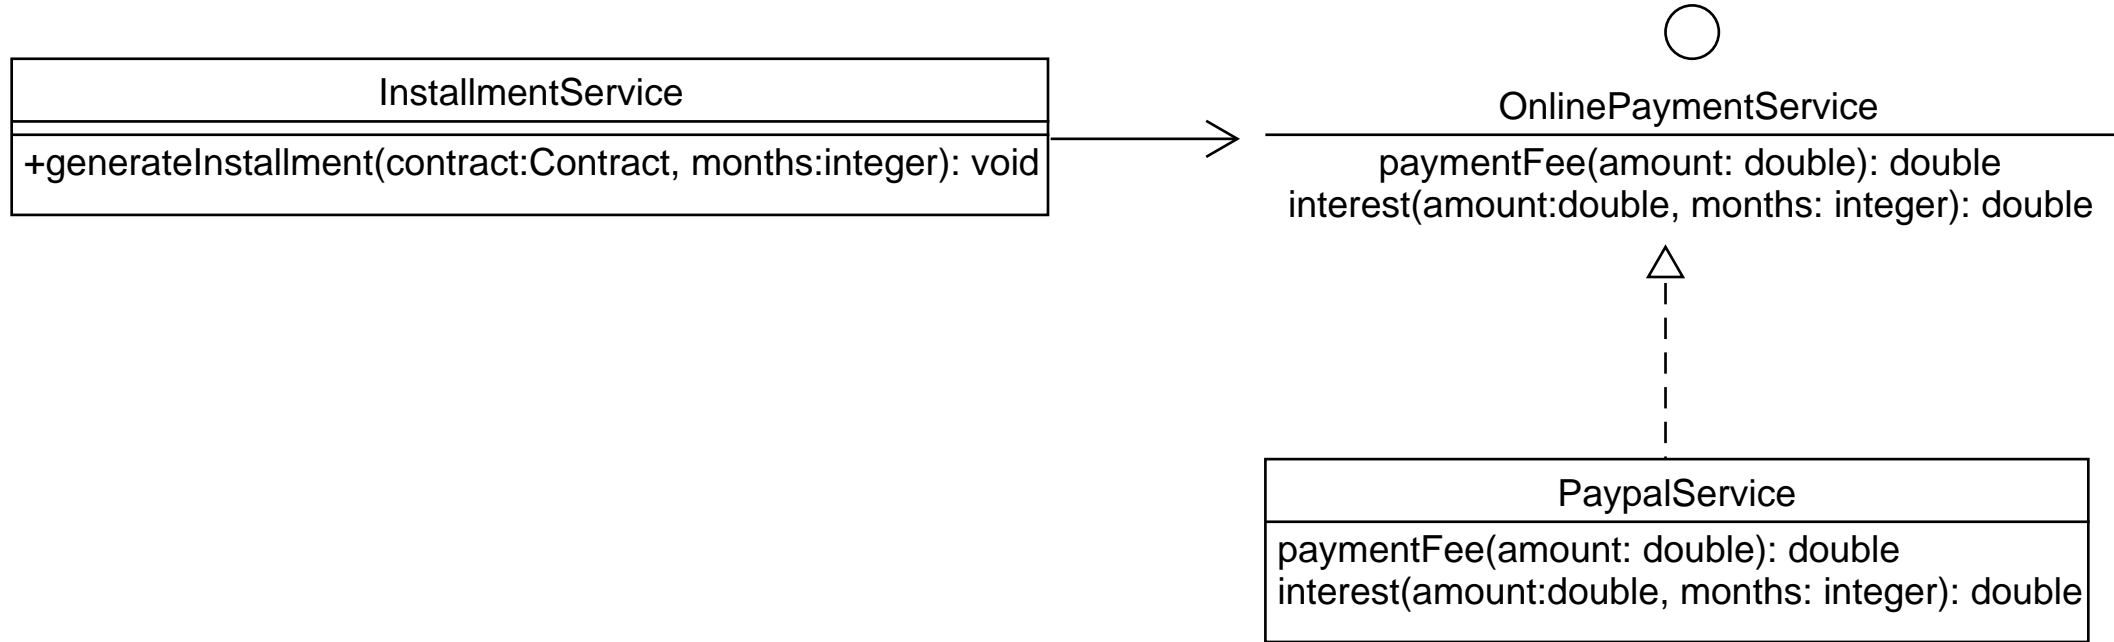 InstallmentService
+generateInstallment(contract:Contract, months:integer): void
OnlinePaymentService
paymentFee(amount: double): double
interest(amount:double, months: integer): double
PaypalService
paymentFee(amount: double): double
interest(amount:double, months: integer): double